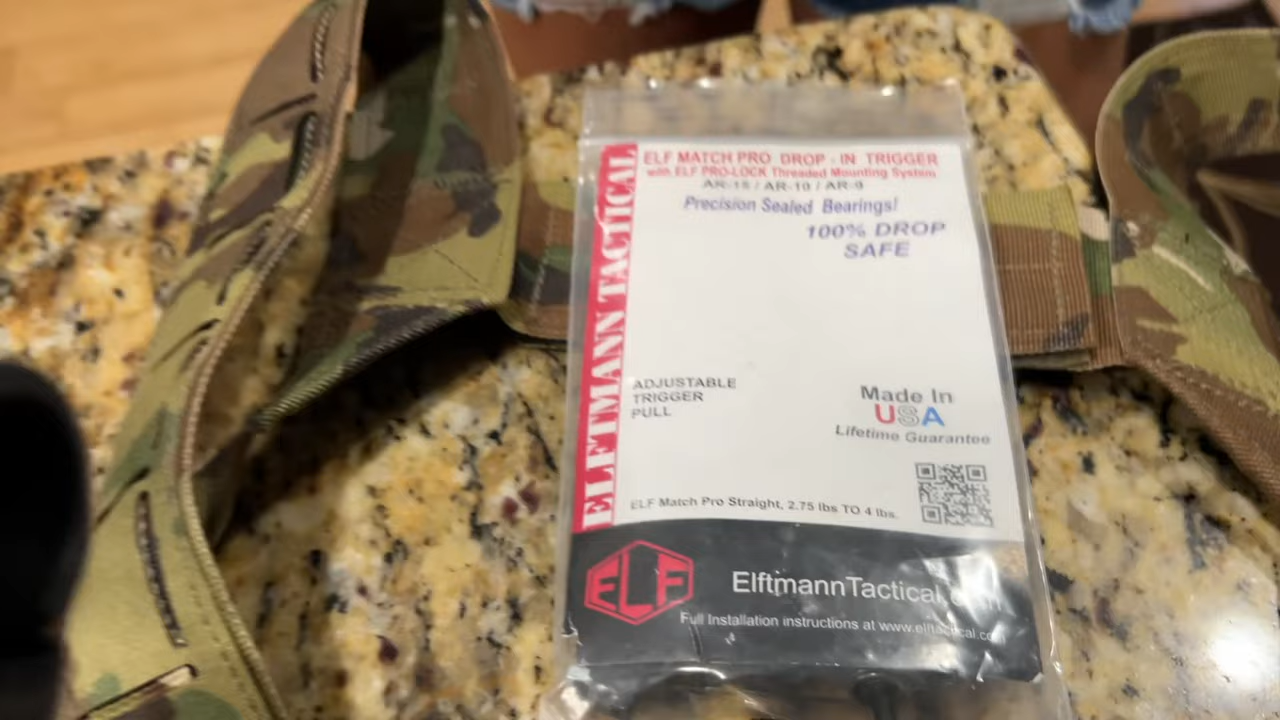 ELFTMANN TACTICAL
ELF MATCH PRO DROP - IN TRIGGER
with ELF PRO-LOCK Threaded Mounting System
AR-15 / AR-10 / AR-9
Precision Sealed Bearings!
100% DROP
SAFE
ADJUSTABLE
TRIGGER
PULL
Made In
USA
Lifetime Guarantee
ELF Match Pro Straight, 2.75 lbs TO 4 lbs.
ELF
ElftmannTactical.com
Full Installation instructions at www.elftactical.com